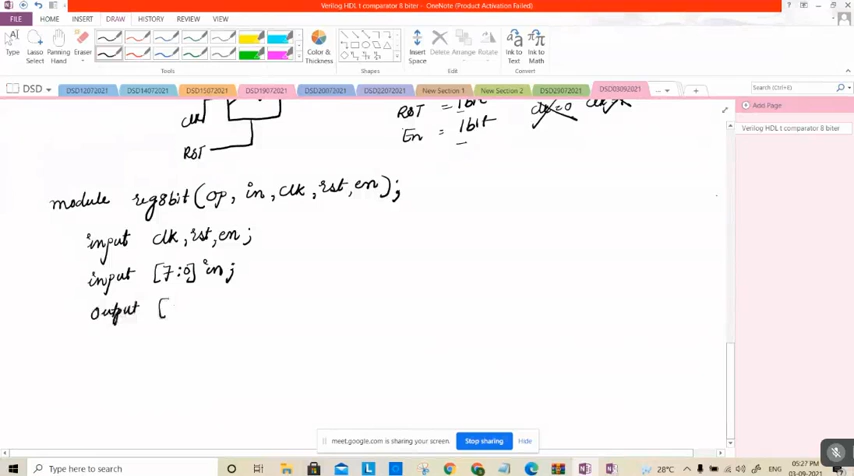 Verilog HDL t comparator 8 biter - OneNote (Product Activation Failed)
FILE HOME INSERT DRAW HISTORY REVIEW VIEW
Type
Lasso Select
Panning Hand
Eraser
Color & Thickness
Insert Space
Delete
Arrange
Rotate
Ink to Text
Ink to Math
Tools
Shapes
Edit
Convert
DSD
DSD12072021
DSD14072021
DSD15072021
DSD19072021
DSD20072021
DSD22072021
New Section 1
New Section 2
DSD29072021
DSD03092021
Search (Ctrl+E)
Add Page
Verilog HDL t comparator 8 biter
RST = 1bit
En = 1bit
clk=0
RST
module reg8bit(op, in, clk, rst, en);
input clk, rst, en;
input [7:0] in;
output [
meet.google.com is sharing your screen.
Stop sharing
Hide
Type here to search
28°C
ENG
05:27 PM
03-09-2021